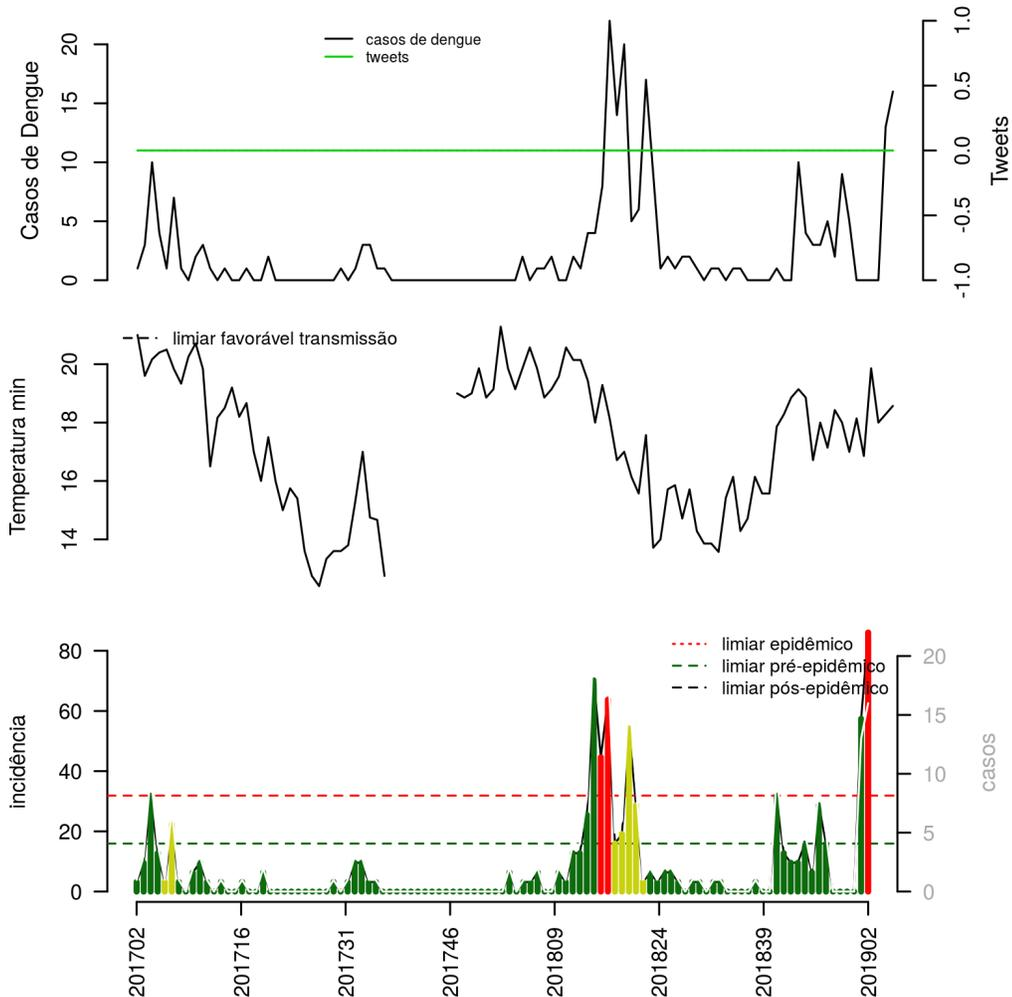 casos de dengue
tweets
Casos de Dengue
0
5
10
15
20
Tweets
-1.0
-0.5
0.0
0.5
1.0
limiar favorável transmissão
Temperatura min
14
16
18
20
limiar epidêmico
limiar pré-epidêmico
limiar pós-epidêmico
incidência
0
20
40
60
80
casos
0
5
10
15
20
201702
201716
201731
201746
201809
201824
201839
201902